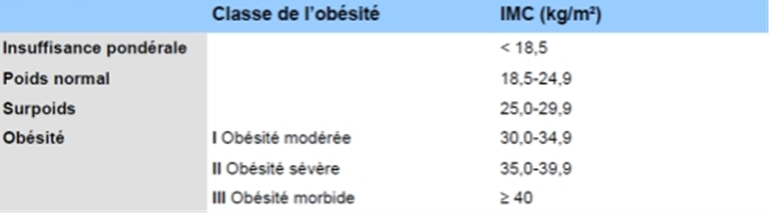 Classe de l'obésité IMC (kg/m²)
Insuffisance pondérale < 18,5
Poids normal 18,5-24,9
Surpoids 25,0-29,9
Obésité I Obésité modérée 30,0-34,9
II Obésité sévère 35,0-39,9
III Obésité morbide ≥ 40